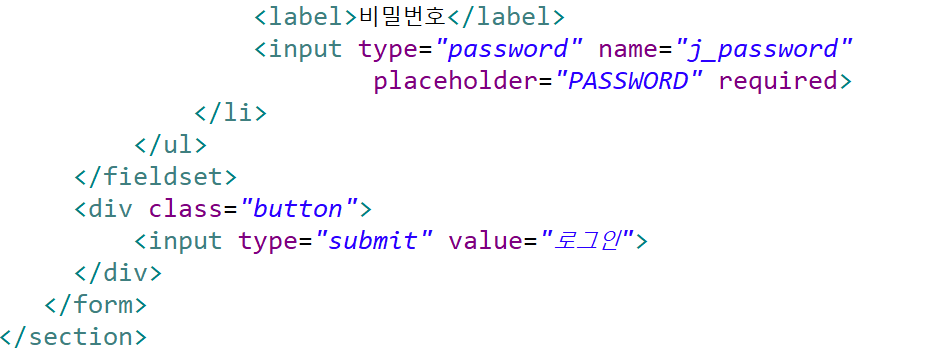 <label>비밀번호</label>
<input type="password" name="j_password"
placeholder="PASSWORD" required>
</li>
</ul>
</fieldset>
<div class="button">
<input type="submit" value="로그인">
</div>
</form>
</section>